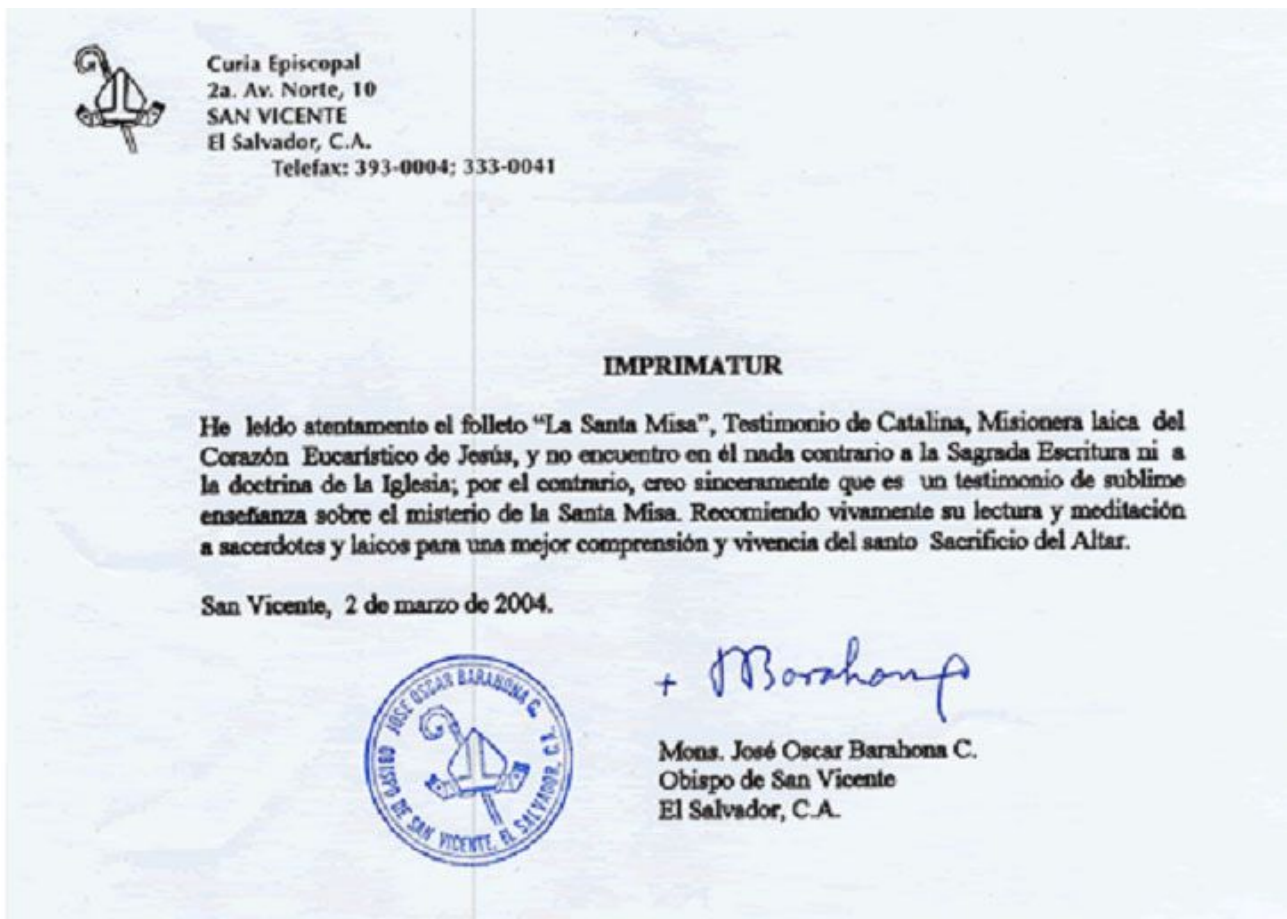 Curia Episcopal
2a. Av. Norte, 10
SAN VICENTE
El Salvador, C.A.
Telefax: 393-0004; 333-0041
IMPRIMATUR
He leído atentamente el folleto “La Santa Misa”, Testimonio de Catalina, Misionera laica del
Corazón Eucarístico de Jesús, y no encuentro en él nada contrario a la Sagrada Escritura ni a
la doctrina de la Iglesia; por el contrario, creo sinceramente que es un testimonio de sublime
enseñanza sobre el misterio de la Santa Misa. Recomiendo vivamente su lectura y meditación
a sacerdotes y laicos para una mejor comprensión y vivencia del santo Sacrificio del Altar.
San Vicente, 2 de marzo de 2004.
JOSE OSCAR BARAHONA C.
OBISPO DE SAN VICENTE, EL SALVADOR, C.A.
+ Barahona
Mons. José Oscar Barahona C.
Obispo de San Vicente
El Salvador, C.A.